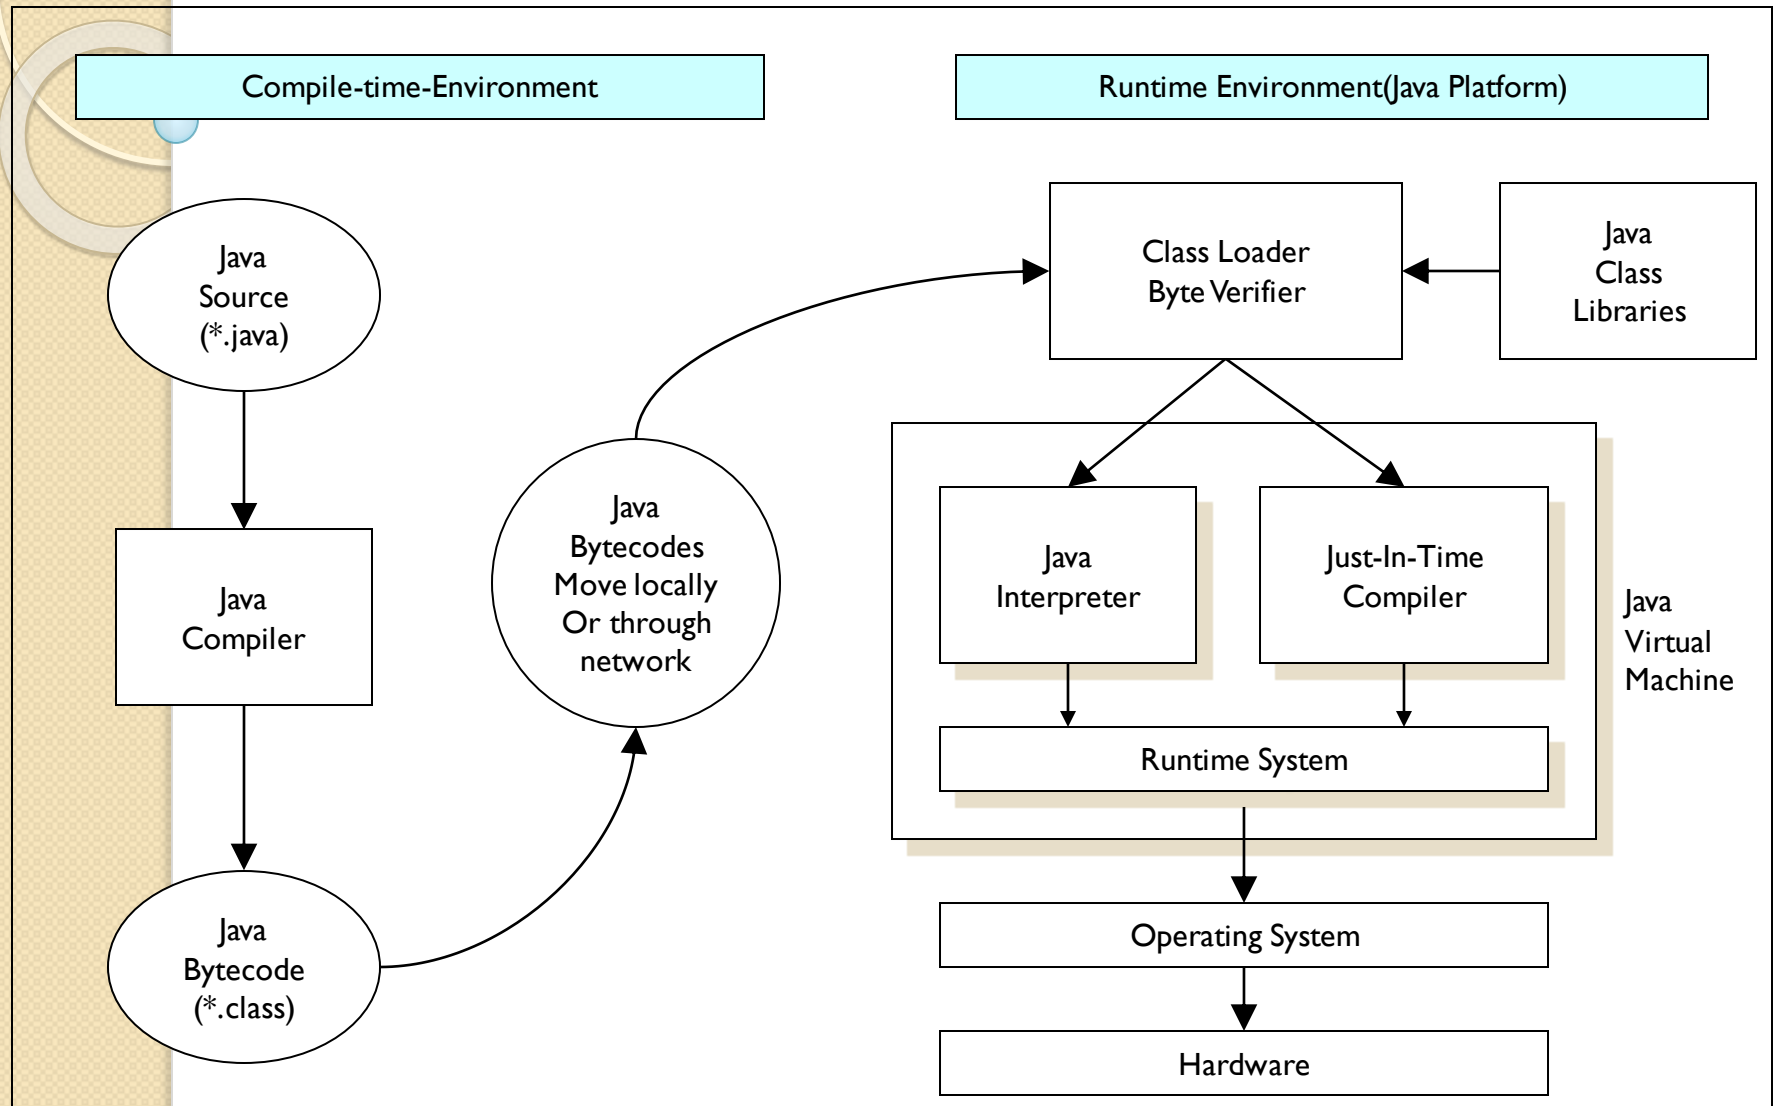 Compile-time-Environment
Runtime Environment(Java Platform)
Java
Source
(*.java)
Java
Compiler
Java
Bytecode
(*.class)
Java
Bytecodes
Move locally
Or through
network
Class Loader
Byte Verifier
Java
Class
Libraries
Java
Interpreter
Just-In-Time
Compiler
Java
Virtual
Machine
Runtime System
Operating System
Hardware